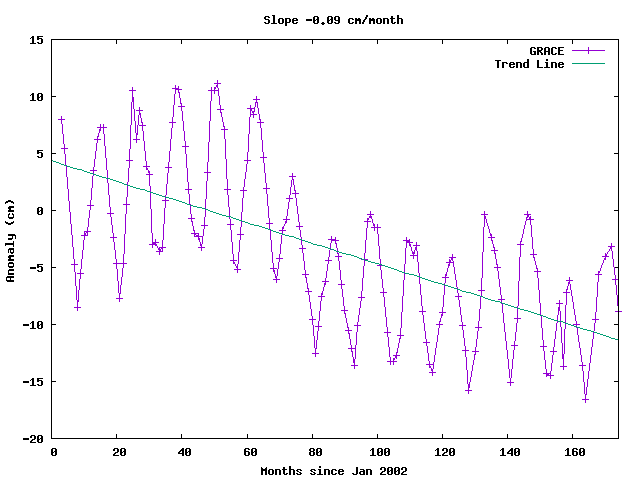 Slope -0.09 cm/month
GRACE
Trend Line
15
10
5
0
-5
-10
-15
-20
Anomaly (cm)
0 20 40 60 80 100 120 140 160
Months since Jan 2002